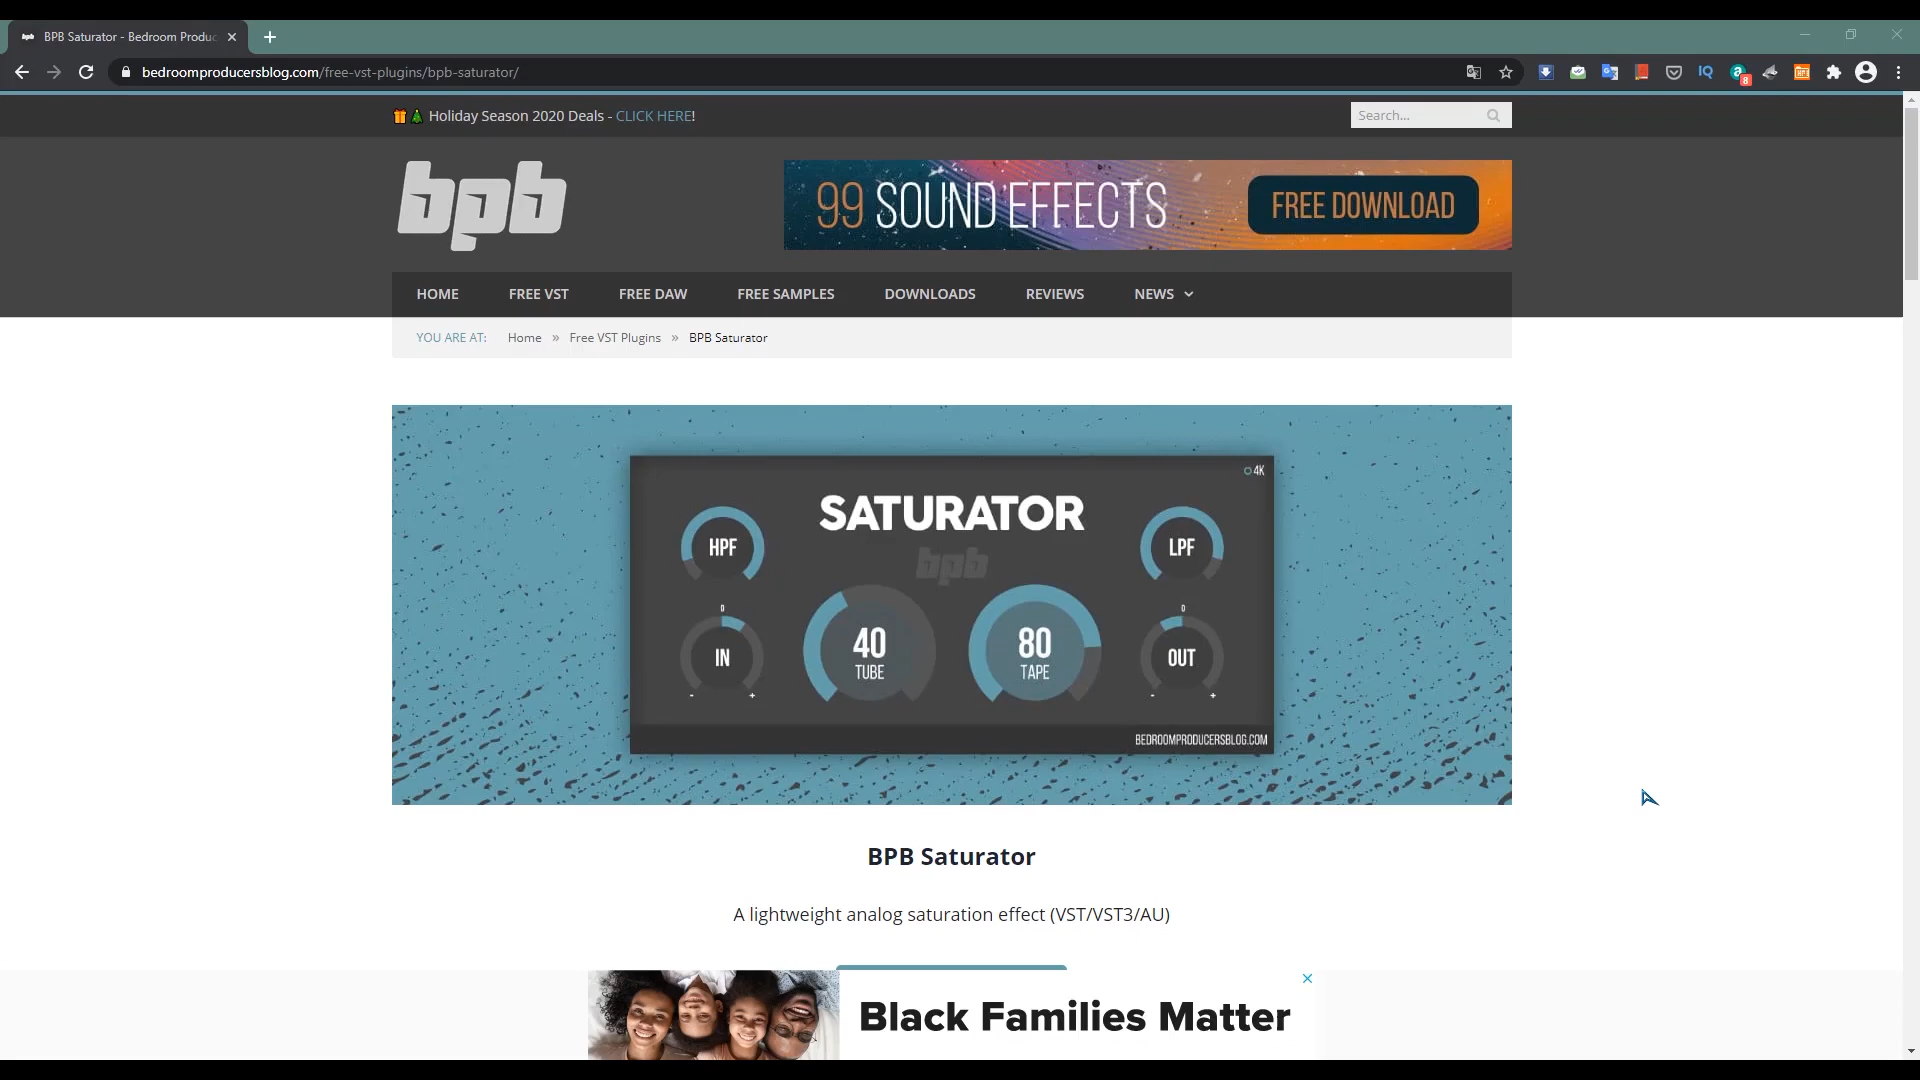 BPB Saturator - Bedroom Produc
bedroomproducersblog.com/free-vst-plugins/bpb-saturator/
IQ
8
Holiday Season 2020 Deals - CLICK HERE!
Search...
bpb
99 SOUND EFFECTS
FREE DOWNLOAD
HOME
FREE VST
FREE DAW
FREE SAMPLES
DOWNLOADS
REVIEWS
NEWS
YOU ARE AT: Home » Free VST Plugins » BPB Saturator
4K
SATURATOR
bpb
HPF
LPF
0
0
IN
40
TUBE
80
TAPE
OUT
- +
- +
BEDROOMPRODUCERSBLOG.COM
BPB Saturator
A lightweight analog saturation effect (VST/VST3/AU)
Black Families Matter